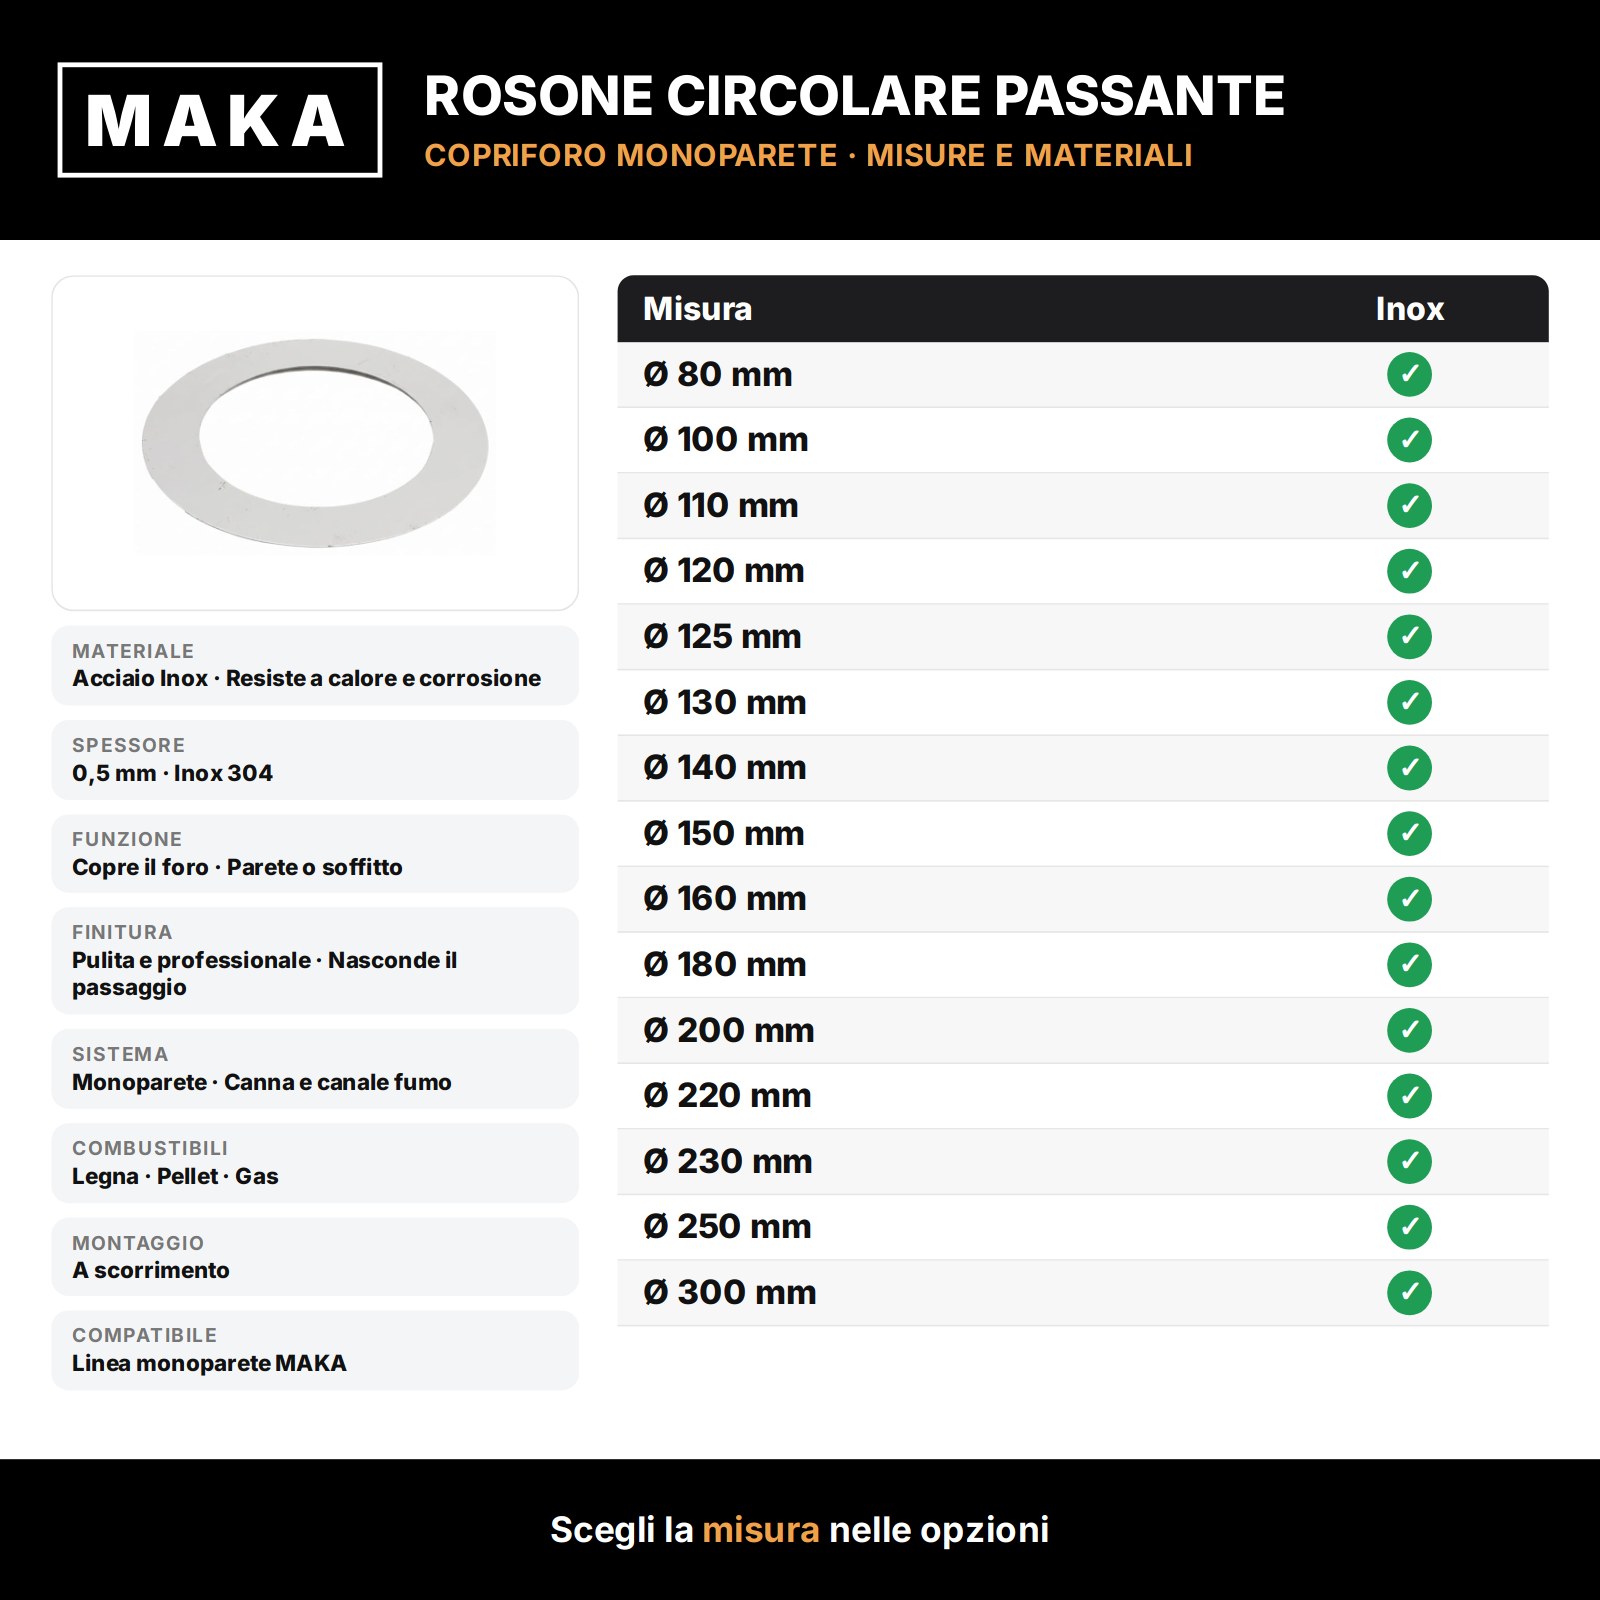 MAKA
ROSONE CIRCOLARE PASSANTE
COPRIFORO MONOPARETE · MISURE E MATERIALI
MATERIALE
Acciaio Inox · Resiste a calore e corrosione
SPESSORE
0,5 mm · Inox 304
FUNZIONE
Copre il foro · Parete o soffitto
FINITURA
Pulita e professionale · Nasconde il
passaggio
SISTEMA
Monoparete · Canna e canale fumo
COMBUSTIBILI
Legna · Pellet · Gas
MONTAGGIO
A scorrimento
COMPATIBILE
Linea monoparete MAKA
Misura Inox
Ø 80 mm ✓
Ø 100 mm ✓
Ø 110 mm ✓
Ø 120 mm ✓
Ø 125 mm ✓
Ø 130 mm ✓
Ø 140 mm ✓
Ø 150 mm ✓
Ø 160 mm ✓
Ø 180 mm ✓
Ø 200 mm ✓
Ø 220 mm ✓
Ø 230 mm ✓
Ø 250 mm ✓
Ø 300 mm ✓
Scegli la misura nelle opzioni